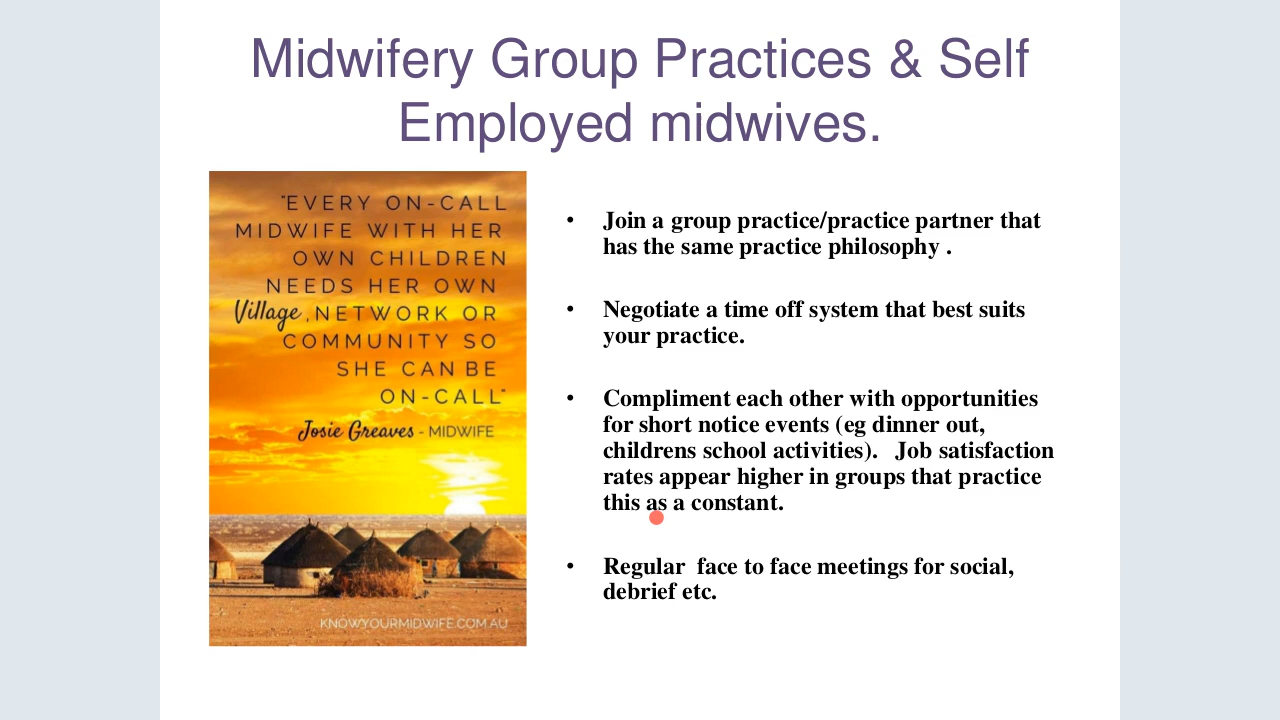 Midwifery Group Practices & Self
Employed midwives.
"EVERY ON-CALL
MIDWIFE WITH HER
OWN CHILDREN
NEEDS HER OWN
Village, NETWORK OR
COMMUNITY SO
SHE CAN BE
ON-CALL"
Josie Greaves - MIDWIFE
KNOWYOURMIDWIFE.COM.AU
• Join a group practice/practice partner that
has the same practice philosophy .
• Negotiate a time off system that best suits
your practice.
• Compliment each other with opportunities
for short notice events (eg dinner out,
childrens school activities).   Job satisfaction
rates appear higher in groups that practice
this as a constant.
• Regular  face to face meetings for social,
debrief etc.